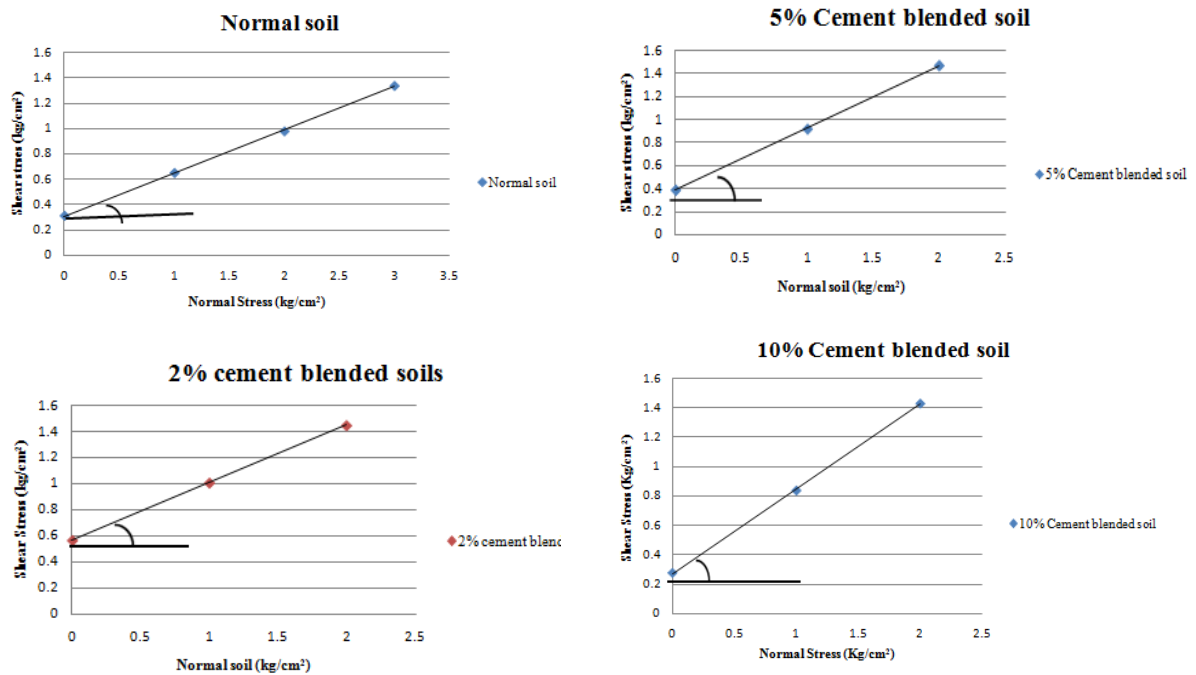 Normal soil
Shear strnes (kg/cm²)
1.6
1.4
1.2
1
0.8
0.6
0.4
0.2
0
0 0.5 1 1.5 2 2.5 3 3.5
Normal Stress (kg/cm²)
Normal soil
5% Cement blended soil
Shear stress (kg/cm²)
1.6
1.4
1.2
1
0.8
0.6
0.4
0.2
0
0 0.5 1 1.5 2 2.5
Normal soil (kg/cm²)
5% Cement blended soil
2% cement blended soils
Shear Stress (kg/cm²)
1.6
1.4
1.2
1
0.8
0.6
0.4
0.2
0
0 0.5 1 1.5 2 2.5
Normal soil (kg/cm²)
2% cement blend
10% Cement blended soil
Shear Stress (Kg/cm²)
1.6
1.4
1.2
1
0.8
0.6
0.4
0.2
0
0 0.5 1 1.5 2 2.5
Normal Stress (Kg/cm²)
10% Cement blended soil